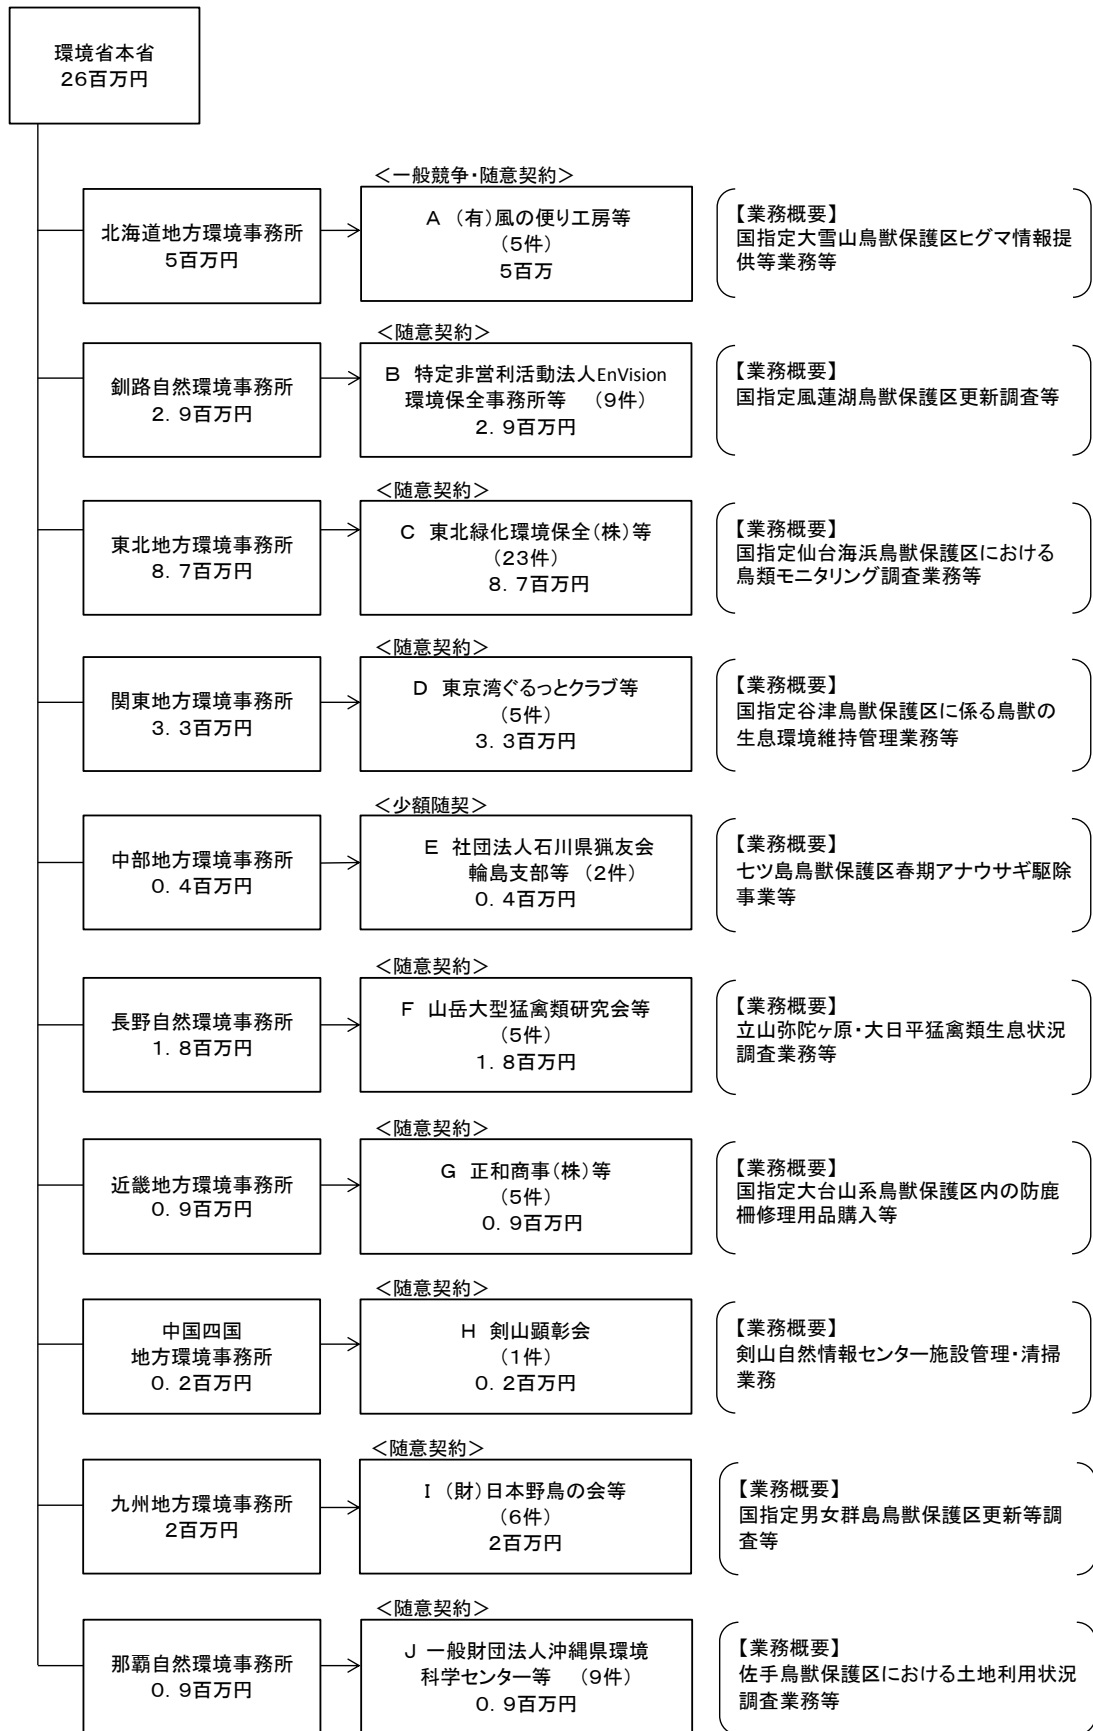 環境省本省
26百万円
＜一般競争・随意契約＞
北海道地方環境事務所
5百万円
A （有）風の便り工房等
（5件）
5百万
【業務概要】
国指定大雪山鳥獣保護区ヒグマ情報提
供等業務等
＜随意契約＞
釧路自然環境事務所
2．9百万円
B 特定非営利活動法人EnVision
環境保全事務所等 （9件）
2．9百万円
【業務概要】
国指定風蓮湖鳥獣保護区更新調査等
＜随意契約＞
東北地方環境事務所
8．7百万円
C 東北緑化環境保全（株）等
（23件）
8．7百万円
【業務概要】
国指定仙台海浜鳥獣保護区における
鳥類モニタリング調査業務等
＜随意契約＞
関東地方環境事務所
3．3百万円
D 東京湾ぐるっとクラブ等
（5件）
3．3百万円
【業務概要】
国指定谷津鳥獣保護区に係る鳥獣の
生息環境維持管理業務等
＜少額随契＞
中部地方環境事務所
0．4百万円
E 社団法人石川県猟友会
輪島支部等 （2件）
0．4百万円
【業務概要】
七ツ島鳥獣保護区春期アナウサギ駆除
事業等
＜随意契約＞
長野自然環境事務所
1．8百万円
F 山岳大型猛禽類研究会等
（5件）
1．8百万円
【業務概要】
立山弥陀ヶ原・大日平猛禽類生息状況
調査業務等
＜随意契約＞
近畿地方環境事務所
0．9百万円
G 正和商事（株）等
（5件）
0．9百万円
【業務概要】
国指定大台山系鳥獣保護区内の防鹿
柵修理用品購入等
＜随意契約＞
中国四国
地方環境事務所
0．2百万円
H 剣山顕彰会
（1件）
0．2百万円
【業務概要】
剣山自然情報センター施設管理・清掃
業務
＜随意契約＞
九州地方環境事務所
2百万円
I （財）日本野鳥の会等
（6件）
2百万円
【業務概要】
国指定男女群島鳥獣保護区更新等調
査等
＜随意契約＞
那覇自然環境事務所
0．9百万円
J 一般財団法人沖縄県環境
科学センター等 （9件）
0．9百万円
【業務概要】
佐手鳥獣保護区における土地利用状況
調査業務等